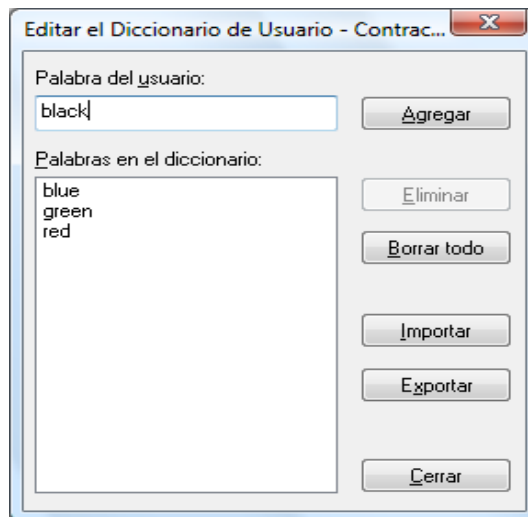 Editar el Diccionario de Usuario - Contrac...
Palabra del usuario:
black
Agregar
Palabras en el diccionario:
blue
green
red
Eliminar
Borrar todo
Importar
Exportar
Cerrar